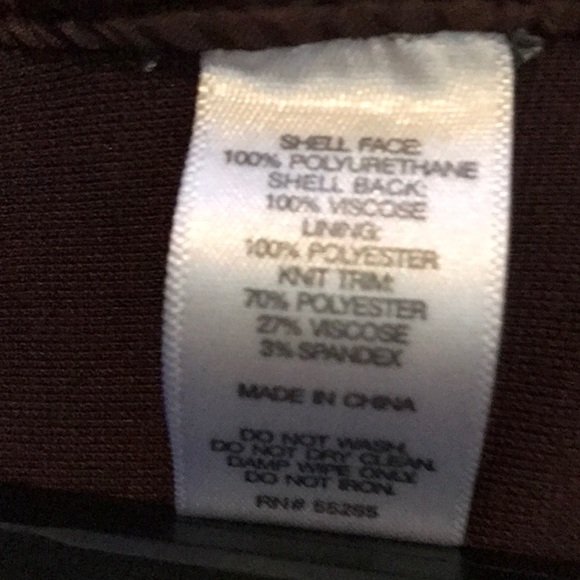 SHELL FACE:
100% POLYURETHANE
SHELL BACK:
100% VISCOSE
LINING:
100% POLYESTER
KNIT TRIM:
70% POLYESTER
27% VISCOSE
3% SPANDEX
MADE IN CHINA
DO NOT WASH.
DO NOT DRY CLEAN.
DAMP WIPE ONLY.
DO NOT IRON.
RN#